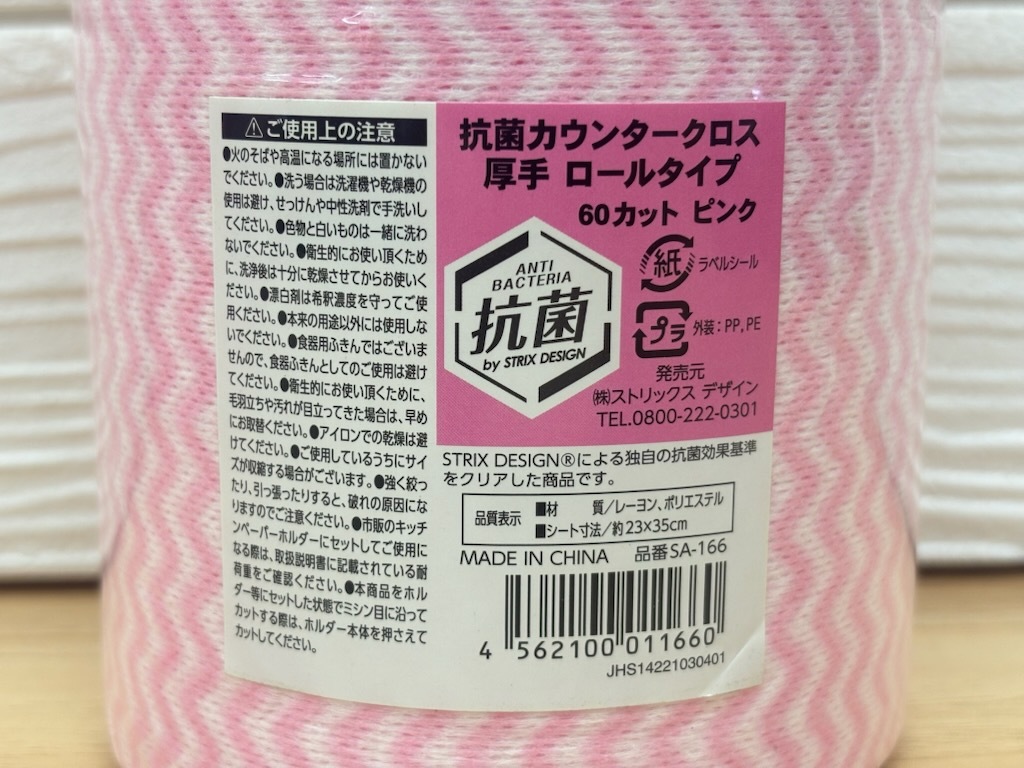 ⚠ご使用上の注意
●火のそばや高温になる場所には置かない
でください。●洗う場合は洗濯機や乾燥機の
使用は避け、せっけんや中性洗剤で手洗いし
てください。●色物と白いものは一緒に洗わ
ないでください。●衛生的にお使い頂くため
に、洗浄後は十分に乾燥させてからお使いく
ださい。●漂白剤は希釈濃度を守ってご使
用ください。●本来の用途以外には使用しな
いでください。●食器用ふきんではございま
せんので、食器ふきんとしてのご使用は避け
てください。●衛生的にお使い頂くために、
毛羽立ちや汚れが目立ってきた場合は、早め
にお取替ください。●アイロンでの乾燥は避
けてください。●ご使用しているうちにサイ
ズが収縮する場合がございます。●強く絞っ
たり、引っ張ったりすると、破れの原因にな
りますのでご注意ください。●市販のキッチ
ンペーパーホルダーにセットしてご使用に
なる際は、取扱説明書に記載されている耐
荷重をご確認ください。●本商品をホル
ダー等にセットした状態でミシン目に沿って
カットする際は、ホルダー本体を押さえて
カットしてください。
抗菌カウンタークロス
厚手 ロールタイプ
60カット ピンク
ANTI
BACTERIA
抗菌
by STRIX DESIGN
紙 ラベルシール
プラ 外装:PP,PE
発売元
㈱ストリックス デザイン
TEL.0800-222-0301
STRIX DESIGN®による独自の抗菌効果基準
をクリアした商品です。
品質表示 ■材 質/レーヨン、ポリエステル
■シート寸法/約23×35cm
MADE IN CHINA 品番SA-166
4 562100 011660
JHS14221030401